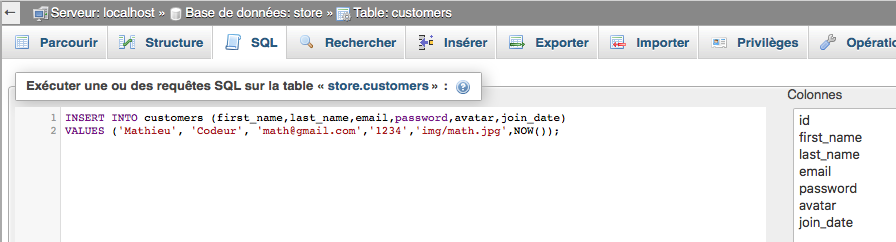 ← Serveur: localhost » Base de données: store » Table: customers
Parcourir Structure SQL Rechercher Insérer Exporter Importer Privilèges Opératio
Exécuter une ou des requêtes SQL sur la table « store.customers » :
Colonnes
1 INSERT INTO customers (first_name,last_name,email,password,avatar,join_date)
2 VALUES ('Mathieu', 'Codeur', 'math@gmail.com','1234','img/math.jpg',NOW());
id
first_name
last_name
email
password
avatar
join_date